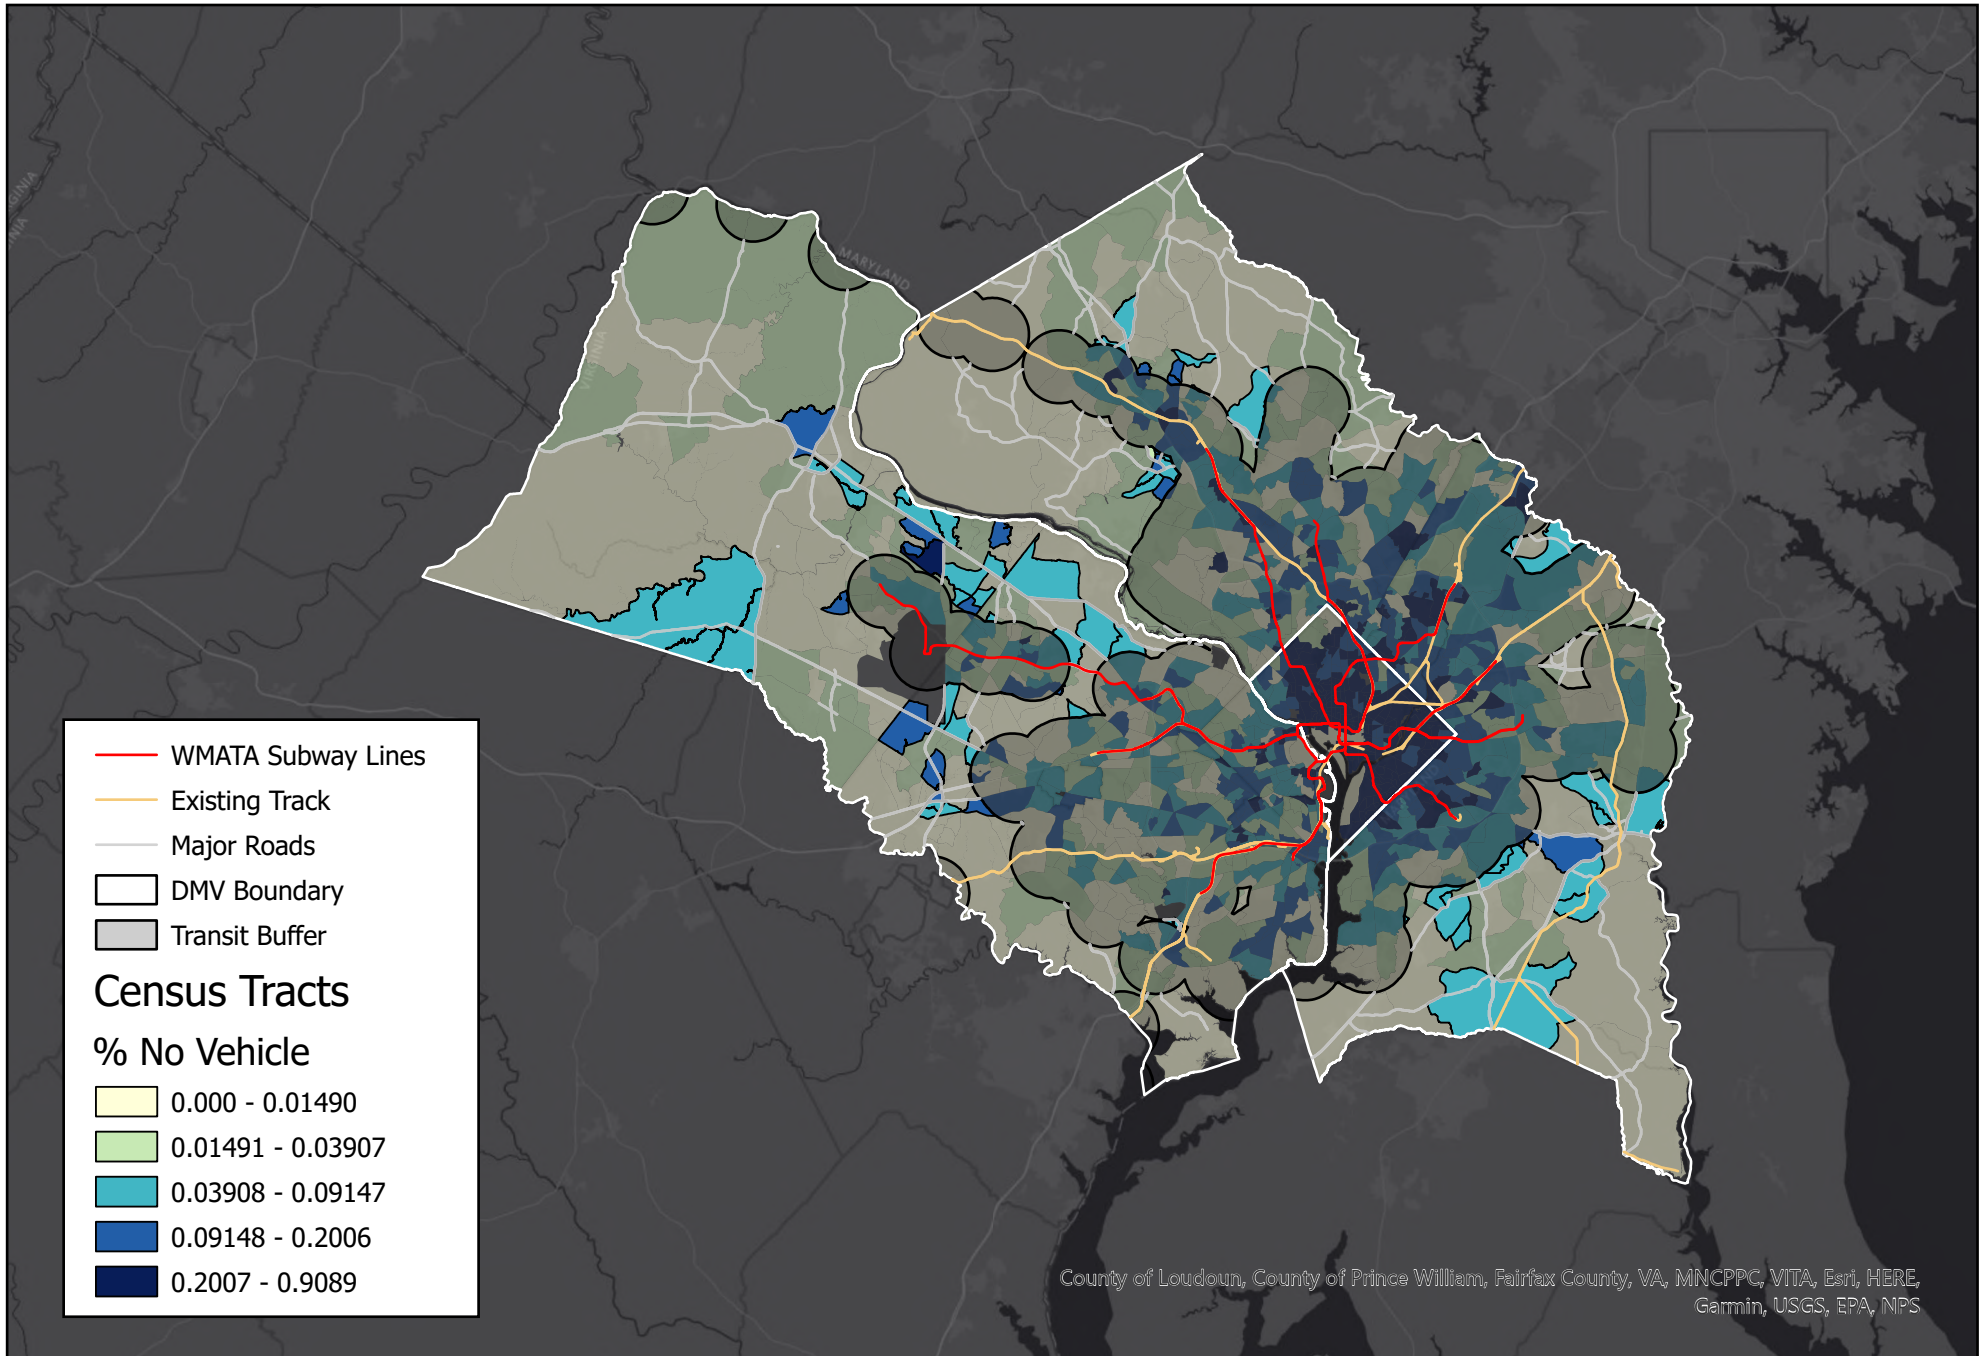 GINIA
INIA
MARYLAND
VIRGINIA
WMATA Subway Lines
Existing Track
Major Roads
DMV Boundary
Transit Buffer
Census Tracts
% No Vehicle
0.000 - 0.01490
0.01491 - 0.03907
0.03908 - 0.09147
0.09148 - 0.2006
0.2007 - 0.9089
County of Loudoun, County of Prince William, Fairfax County, VA, MNCPPC, VITA, Esri, HERE,
Garmin, USGS, EPA, NPS